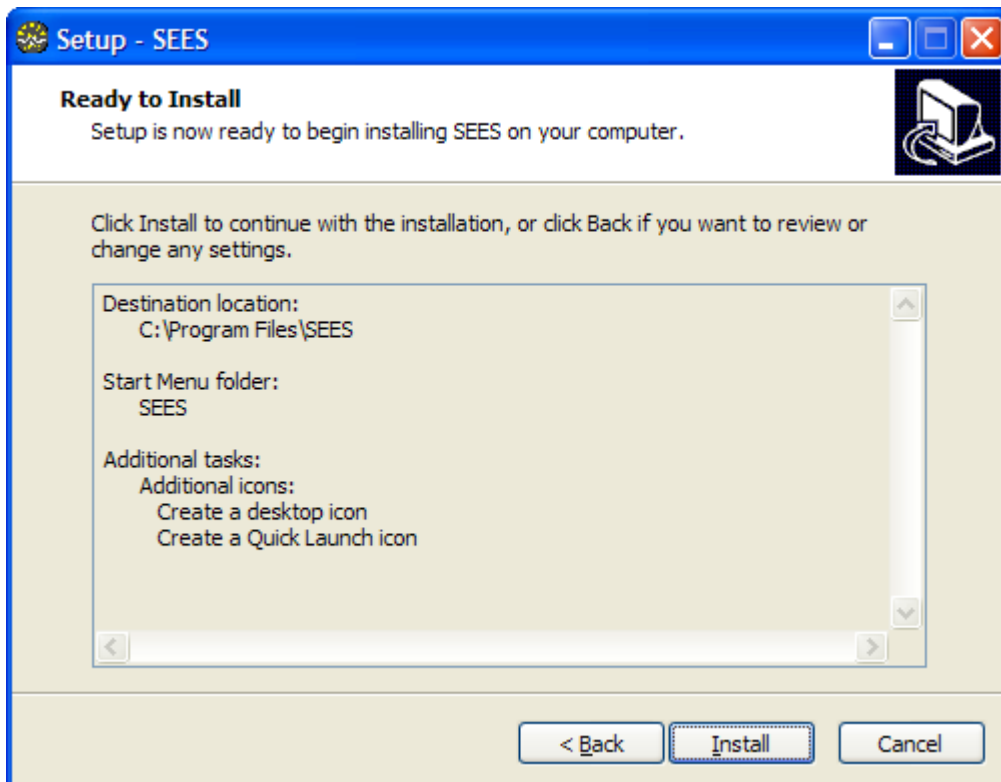 Setup - SEES
Ready to Install
Setup is now ready to begin installing SEES on your computer.
Click Install to continue with the installation, or click Back if you want to review or
change any settings.
Destination location:
C:\Program Files\SEES
Start Menu folder:
SEES
Additional tasks:
Additional icons:
Create a desktop icon
Create a Quick Launch icon
< Back Install Cancel